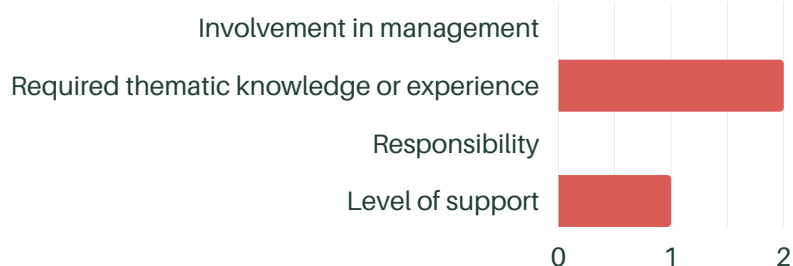 Involvement in management
Required thematic knowledge or experience
Responsibility
Level of support
0 1 2